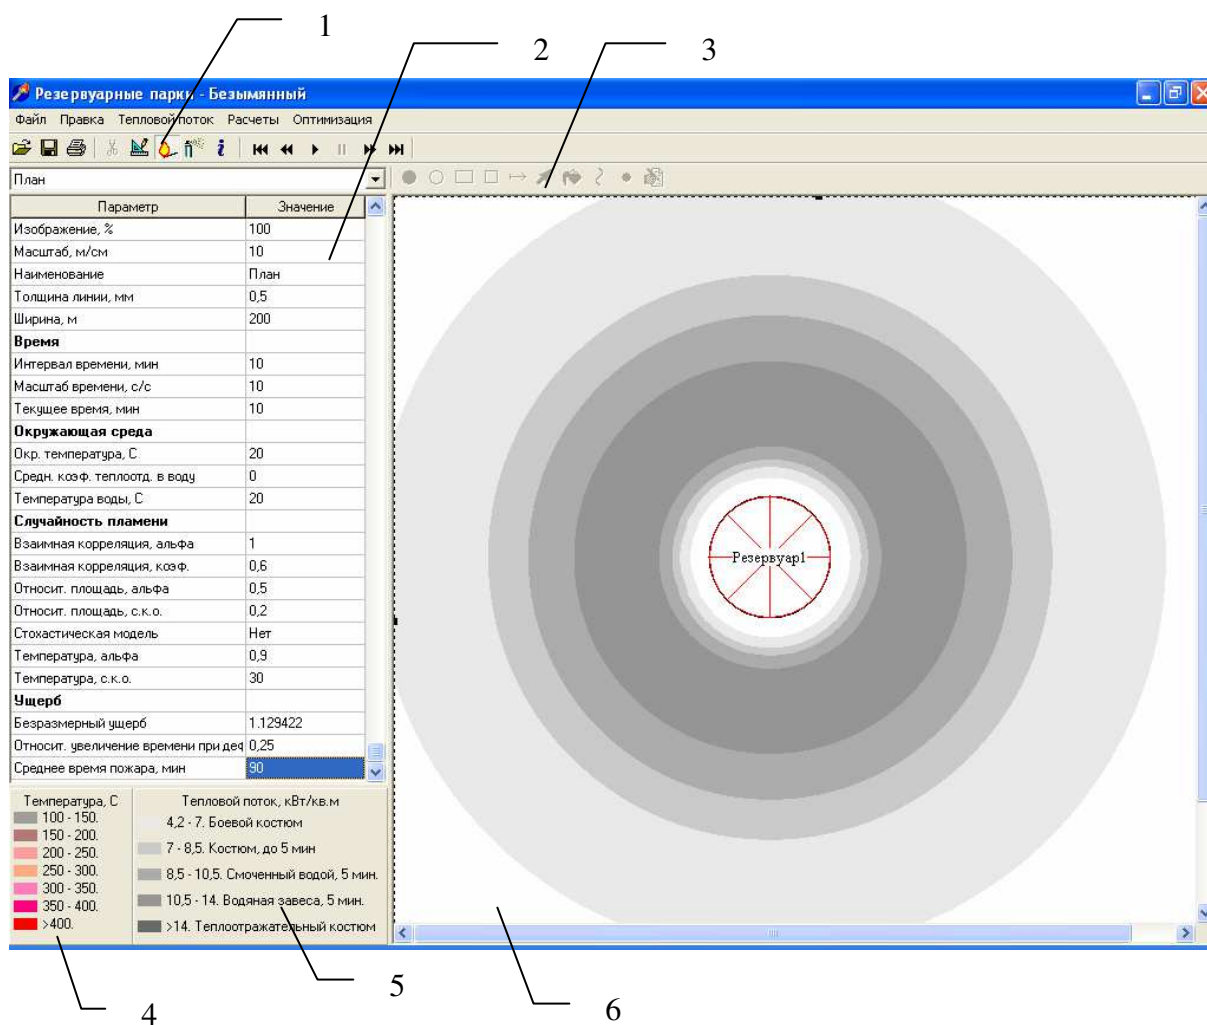 1
2
3
Резервуарные парки - Безымянный
Файл Правка Тепловой поток Расчеты Оптимизация
План
Параметр Значение
Изображение, % 100
Масштаб, м/см 10
Наименование План
Толщина линии, мм 0,5
Ширина, м 200
Время
Интервал времени, мин 10
Масштаб времени, с/с 10
Текущее время, мин 10
Окружающая среда
Окр. температура, С 20
Средн. коэф. теплоотд. в воду 0
Температура воды, С 20
Случайность пламени
Взаимная корреляция, альфа 1
Взаимная корреляция, коэф. 0,6
Относит. площадь, альфа 0,5
Относит. площадь, с.к.о. 0,2
Стохастическая модель Нет
Температура, альфа 0,9
Температура, с.к.о. 30
Ущерб
Безразмерный ущерб 1.129422
Относит. увеличение времени при деф 0,25
Среднее время пожара, мин 90
Резервуар1
Температура, С
100 - 150.
150 - 200.
200 - 250.
250 - 300.
300 - 350.
350 - 400.
>400.
Тепловой поток, кВт/кв.м
4,2 - 7. Боевой костюм
7 - 8,5. Костюм, до 5 мин
8,5 - 10,5. Смоченный водой, 5 мин.
10,5 - 14. Водяная завеса, 5 мин.
>14. Теплоотражательный костюм
4
5
6